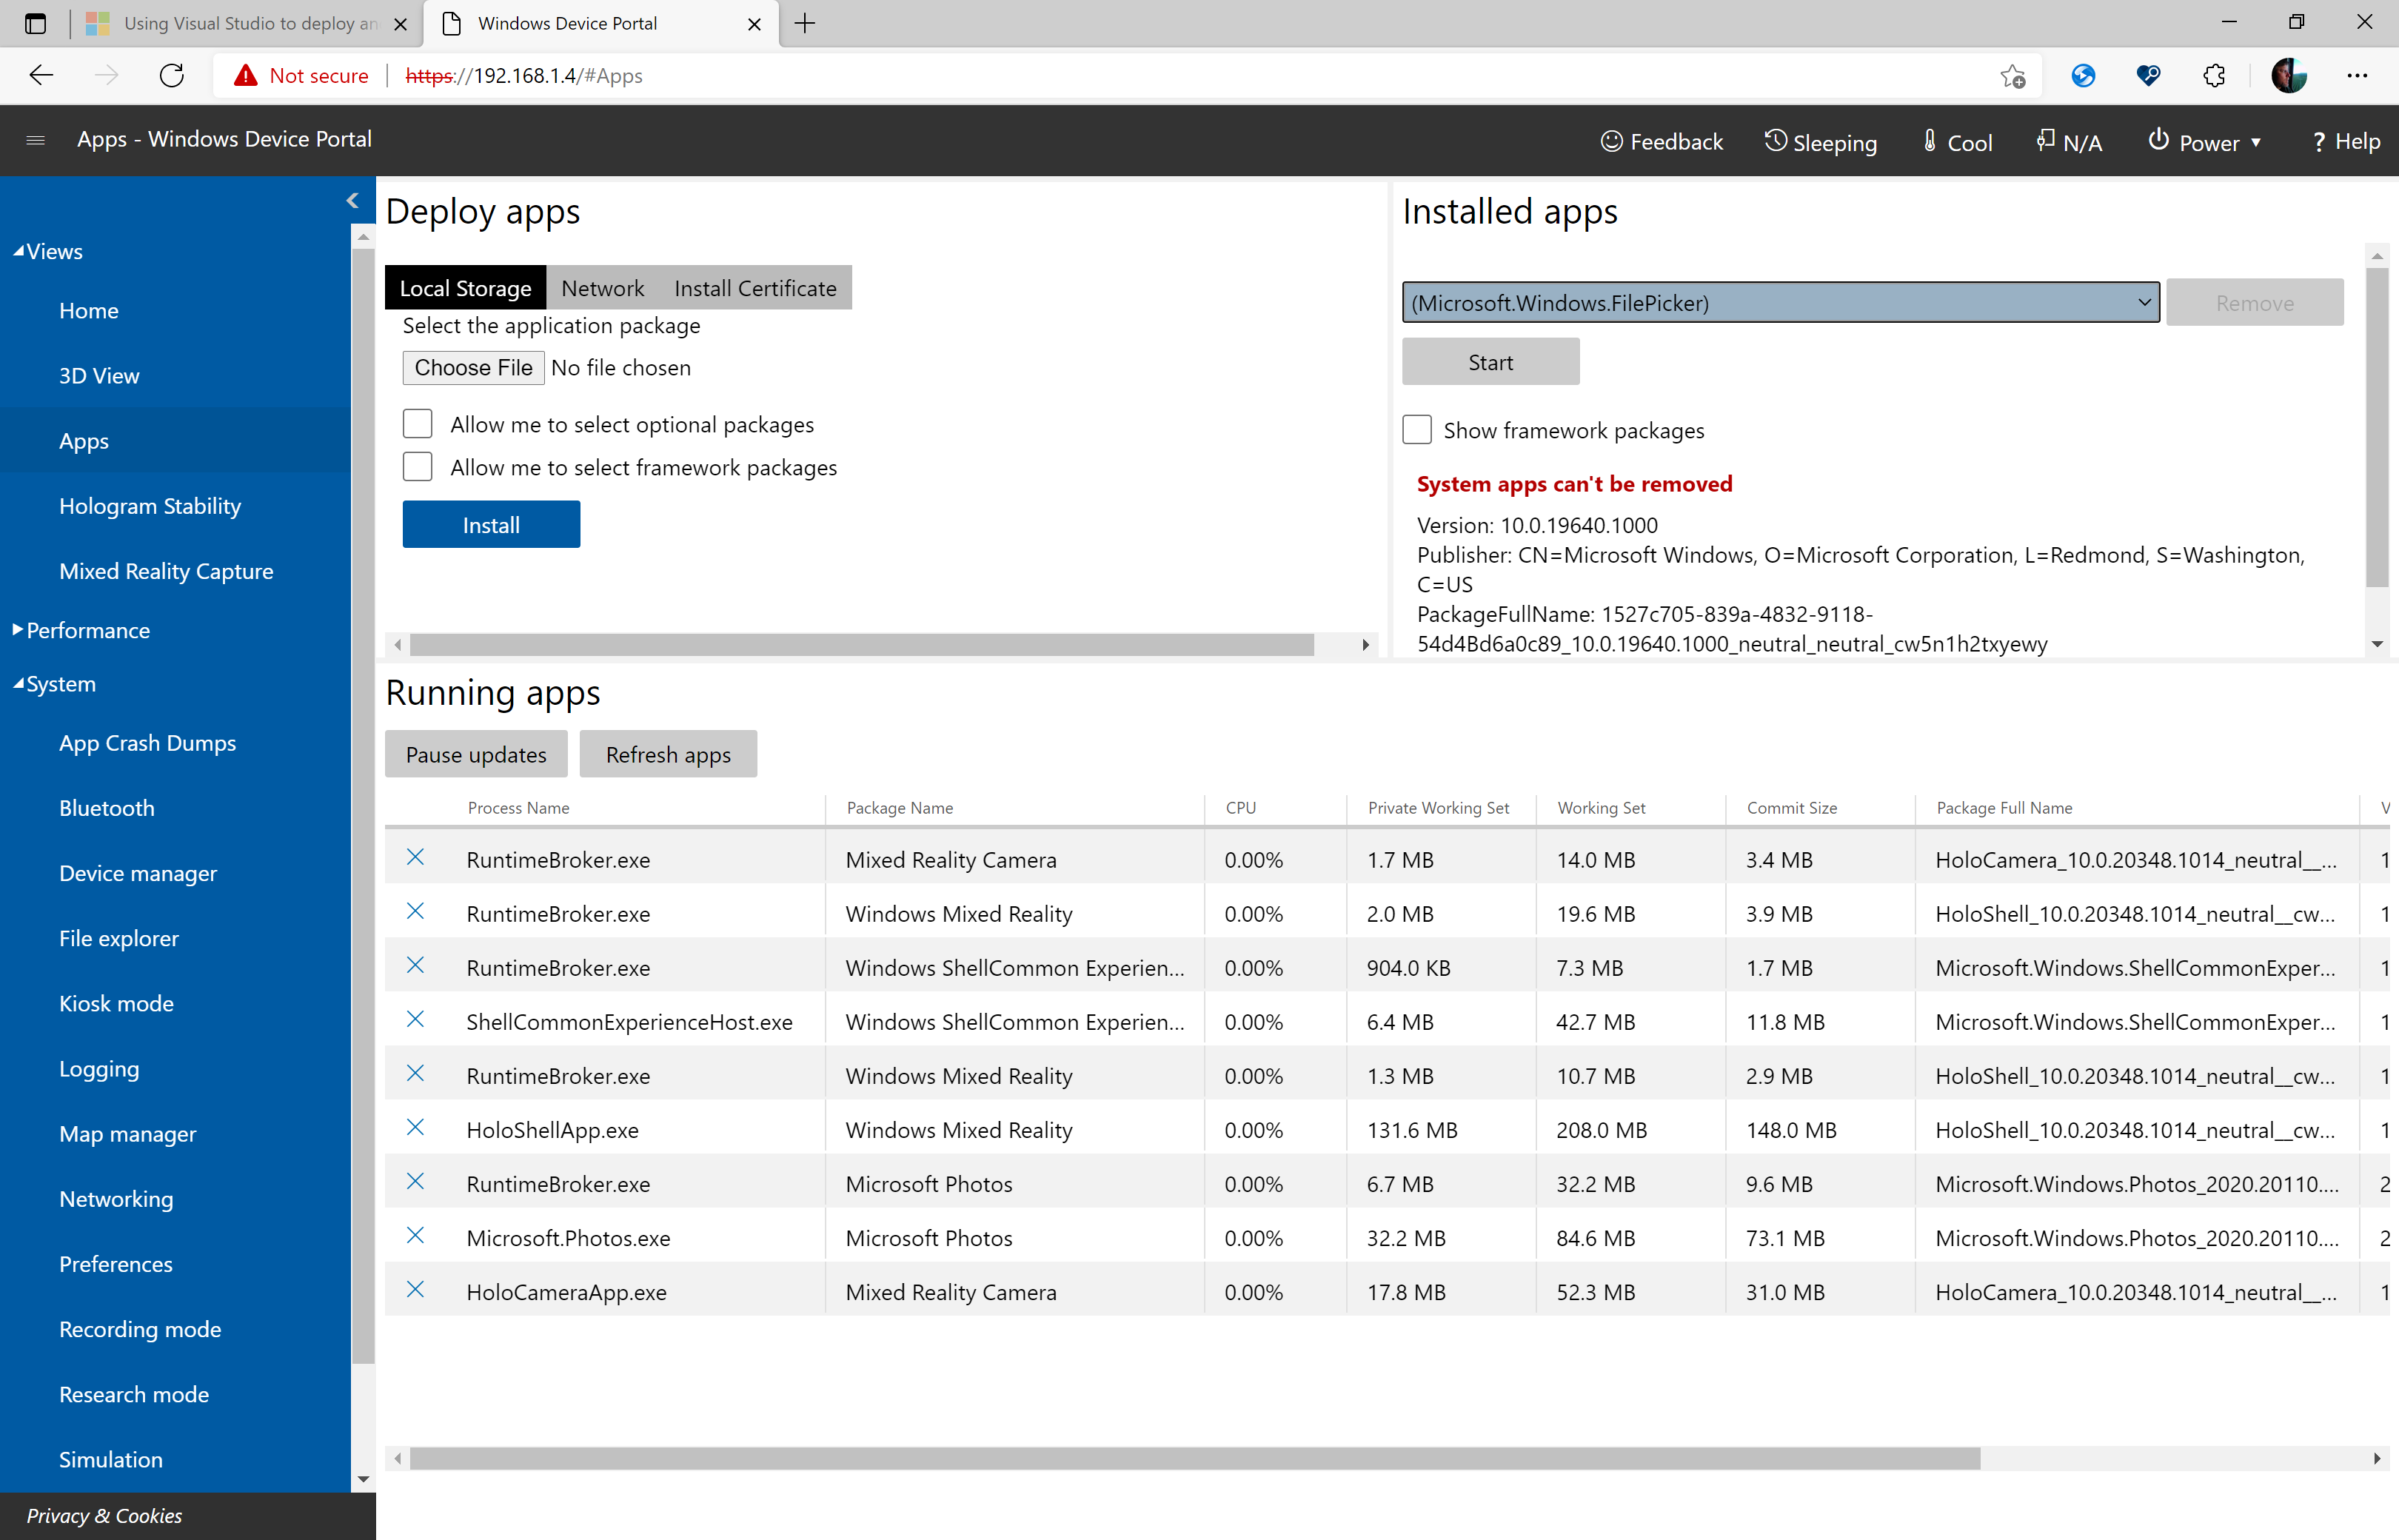 Using Visual Studio to deploy an
Windows Device Portal
Not secure
https://192.168.1.4/#Apps
Apps - Windows Device Portal
Feedback
Sleeping
Cool
N/A
Power
? Help
Views
Home
3D View
Apps
Hologram Stability
Mixed Reality Capture
Performance
System
App Crash Dumps
Bluetooth
Device manager
File explorer
Kiosk mode
Logging
Map manager
Networking
Preferences
Recording mode
Research mode
Simulation
Privacy & Cookies
Deploy apps
Local Storage Network Install Certificate
Select the application package
Choose File No file chosen
Allow me to select optional packages
Allow me to select framework packages
Install
Installed apps
(Microsoft.Windows.FilePicker)
Remove
Start
Show framework packages
System apps can't be removed
Version: 10.0.19640.1000
Publisher: CN=Microsoft Windows, O=Microsoft Corporation, L=Redmond, S=Washington,
C=US
PackageFullName: 1527c705-839a-4832-9118-
54d4Bd6a0c89_10.0.19640.1000_neutral_neutral_cw5n1h2txyewy
Running apps
Pause updates Refresh apps
Process Name Package Name CPU Private Working Set Working Set Commit Size Package Full Name V
RuntimeBroker.exe Mixed Reality Camera 0.00% 1.7 MB 14.0 MB 3.4 MB HoloCamera_10.0.20348.1014_neutral__... 1
RuntimeBroker.exe Windows Mixed Reality 0.00% 2.0 MB 19.6 MB 3.9 MB HoloShell_10.0.20348.1014_neutral__cw... 1
RuntimeBroker.exe Windows ShellCommon Experien... 0.00% 904.0 KB 7.3 MB 1.7 MB Microsoft.Windows.ShellCommonExper... 1
ShellCommonExperienceHost.exe Windows ShellCommon Experien... 0.00% 6.4 MB 42.7 MB 11.8 MB Microsoft.Windows.ShellCommonExper... 1
RuntimeBroker.exe Windows Mixed Reality 0.00% 1.3 MB 10.7 MB 2.9 MB HoloShell_10.0.20348.1014_neutral__cw... 1
HoloShellApp.exe Windows Mixed Reality 0.00% 131.6 MB 208.0 MB 148.0 MB HoloShell_10.0.20348.1014_neutral__cw... 1
RuntimeBroker.exe Microsoft Photos 0.00% 6.7 MB 32.2 MB 9.6 MB Microsoft.Windows.Photos_2020.20110.... 2
Microsoft.Photos.exe Microsoft Photos 0.00% 32.2 MB 84.6 MB 73.1 MB Microsoft.Windows.Photos_2020.20110.... 2
HoloCameraApp.exe Mixed Reality Camera 0.00% 17.8 MB 52.3 MB 31.0 MB HoloCamera_10.0.20348.1014_neutral__... 1